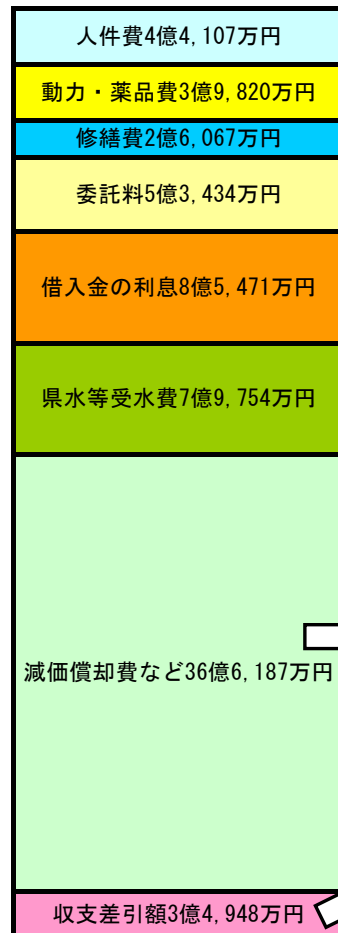 人件費4億4,107万円
動力・薬品費3億9,820万円
修繕費2億6,067万円
委託料5億3,434万円
借入金の利息8億5,471万円
県水等受水費7億9,754万円
減価償却費など36億6,187万円
収支差引額3億4,948万円